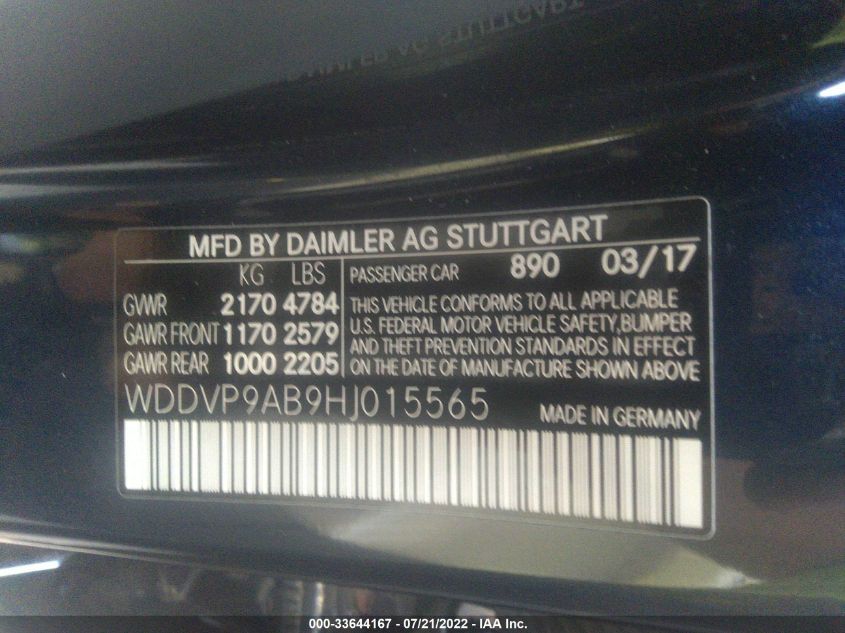 MFD BY DAIMLER AG STUTTGART
KG LBS
GVWR 2170 4784
GAWR FRONT 1170 2579
GAWR REAR 1000 2205
PASSENGER CAR 890 03/17
THIS VEHICLE CONFORMS TO ALL APPLICABLE
U.S. FEDERAL MOTOR VEHICLE SAFETY, BUMPER
AND THEFT PREVENTION STANDARDS IN EFFECT
ON THE DATE OF MANUFACTURE SHOWN ABOVE
WDDVP9AB9HJ015565 MADE IN GERMANY
000-33644167 - 07/21/2022 - IAA Inc.